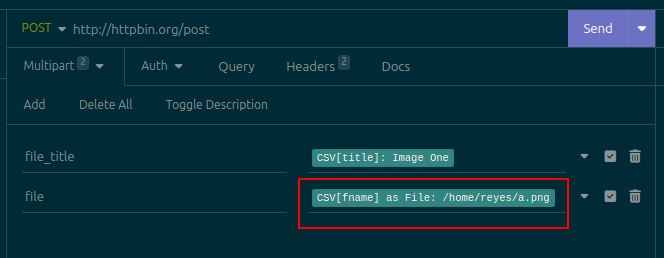 POST http://httpbin.org/post Send
Multipart 2 Auth Query Headers 2 Docs
Add Delete All Toggle Description
file_title CSV[title]: Image One
file CSV[fname] as File: /home/reyes/a.png